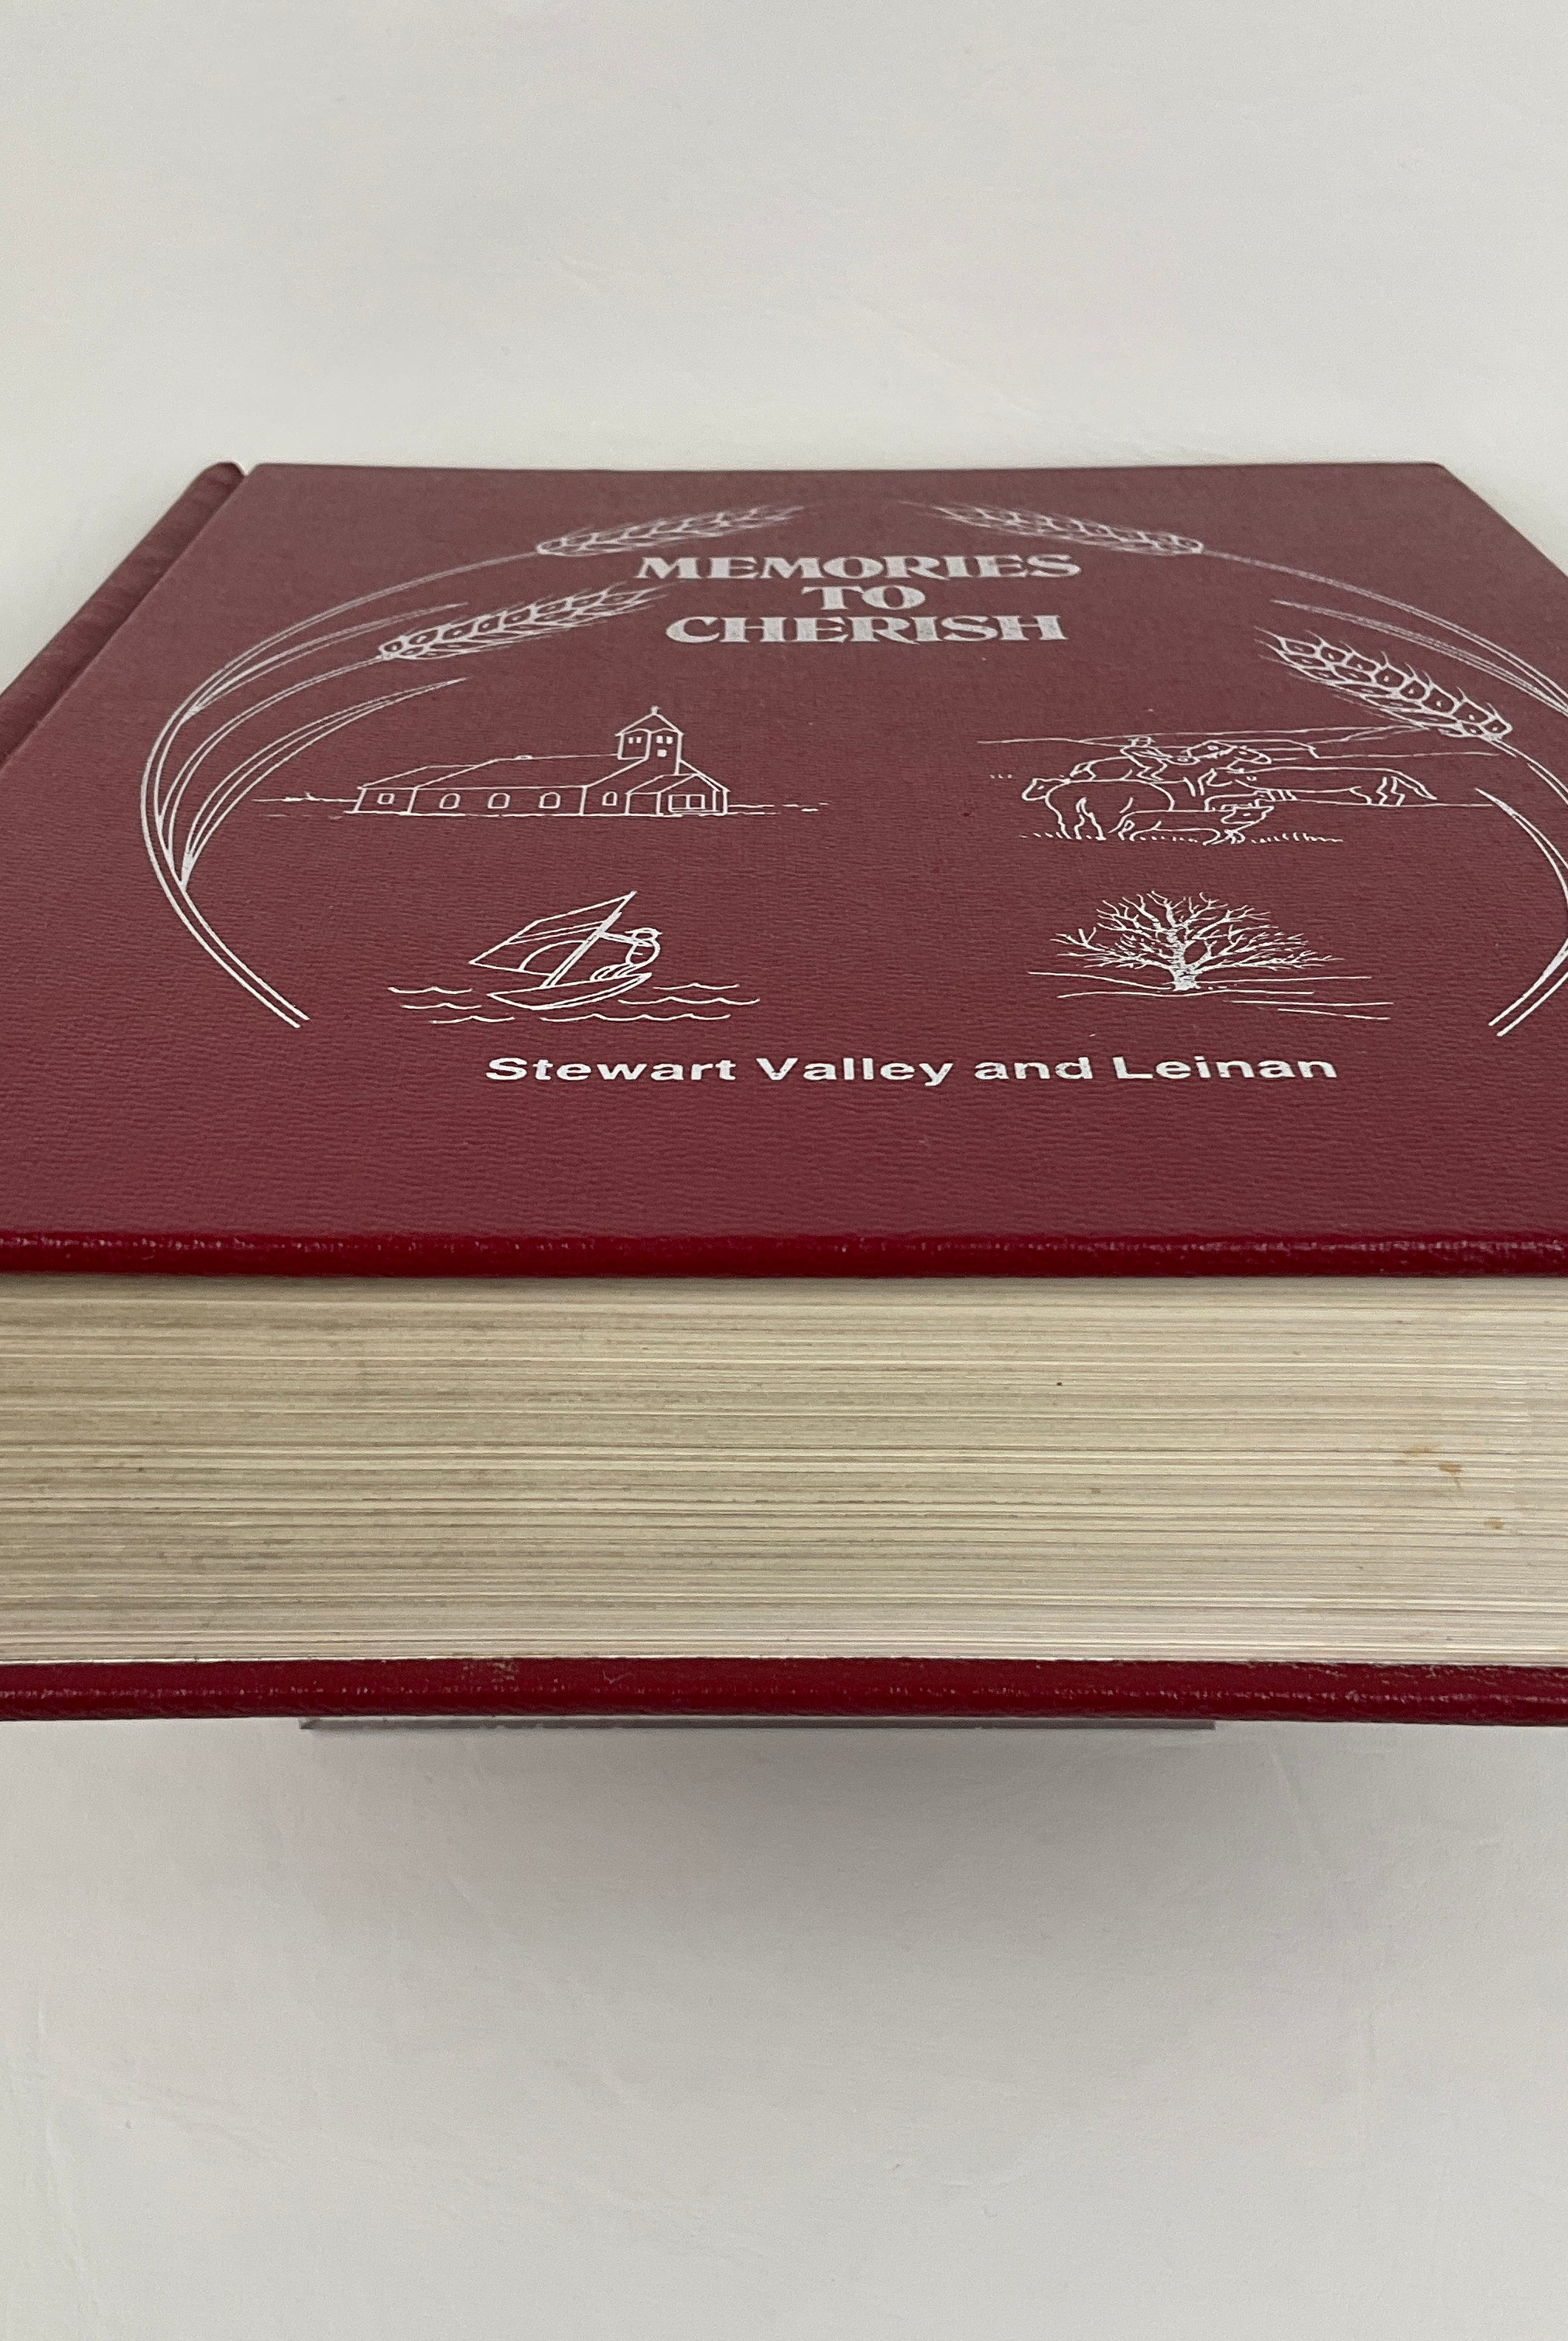 MEMORIES
TO
CHERISH
Stewart Valley and Leinan